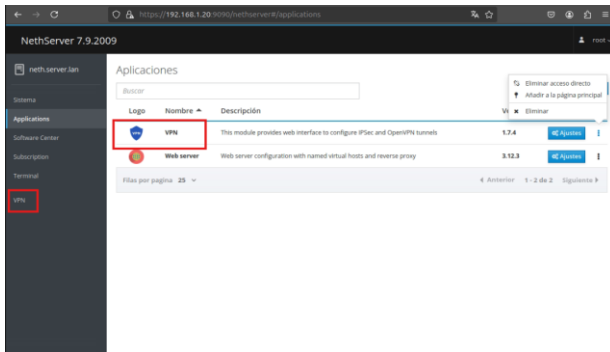 https://192.168.1.20:9090/nethserver#/applications
NethServer 7.9.2009
root
neth.server.lan
Sistema
Applications
Software Center
Subscription
Terminal
VPN
Aplicaciones
Buscar
Eliminar acceso directo
Añadir a la página principal
Eliminar
Logo Nombre Descripción
VPN This module provides web interface to configure IPSec and OpenVPN tunnels 1.7.4 Ajustes
Web server Web server configuration with named virtual hosts and reverse proxy 3.12.3 Ajustes
Filas por pagina 25 Anterior 1 - 2 de 2 Siguiente